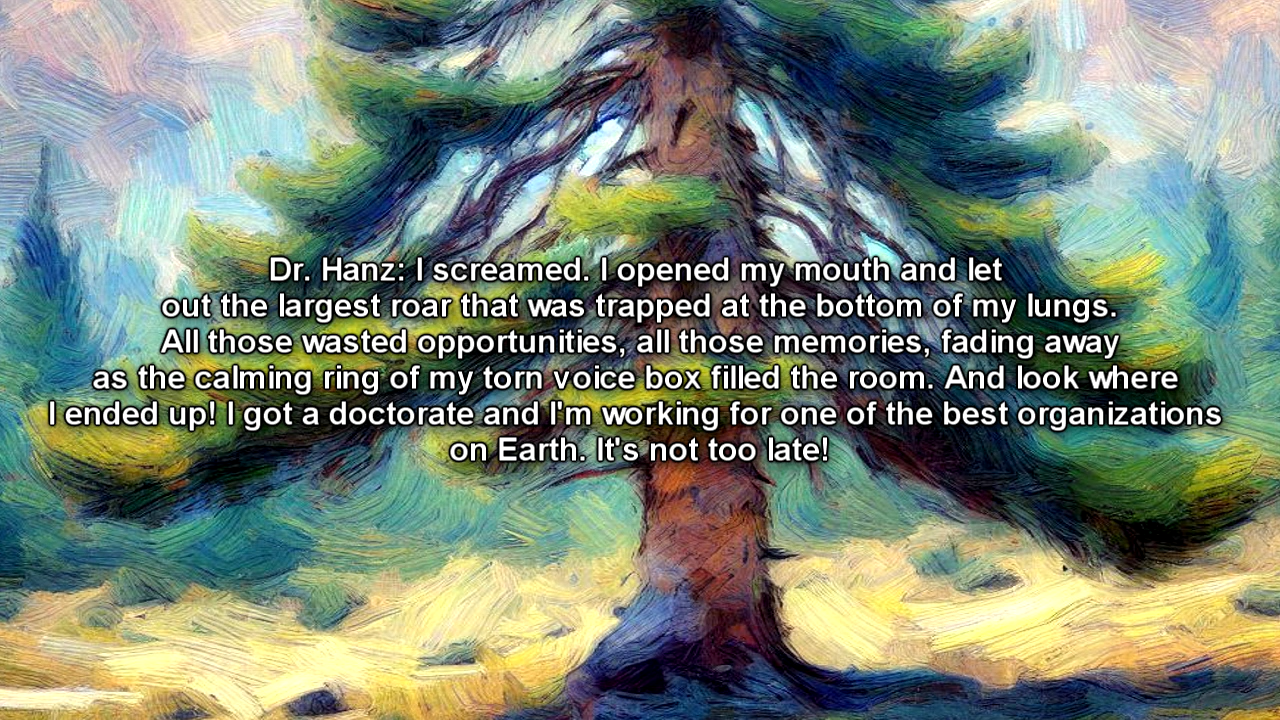 Dr. Hanz: I screamed. I opened my mouth and let
out the largest roar that was trapped at the bottom of my lungs.
All those wasted opportunities, all those memories, fading away
as the calming ring of my torn voice box filled the room. And look where
I ended up! I got a doctorate and I'm working for one of the best organizations
on Earth. It's not too late!